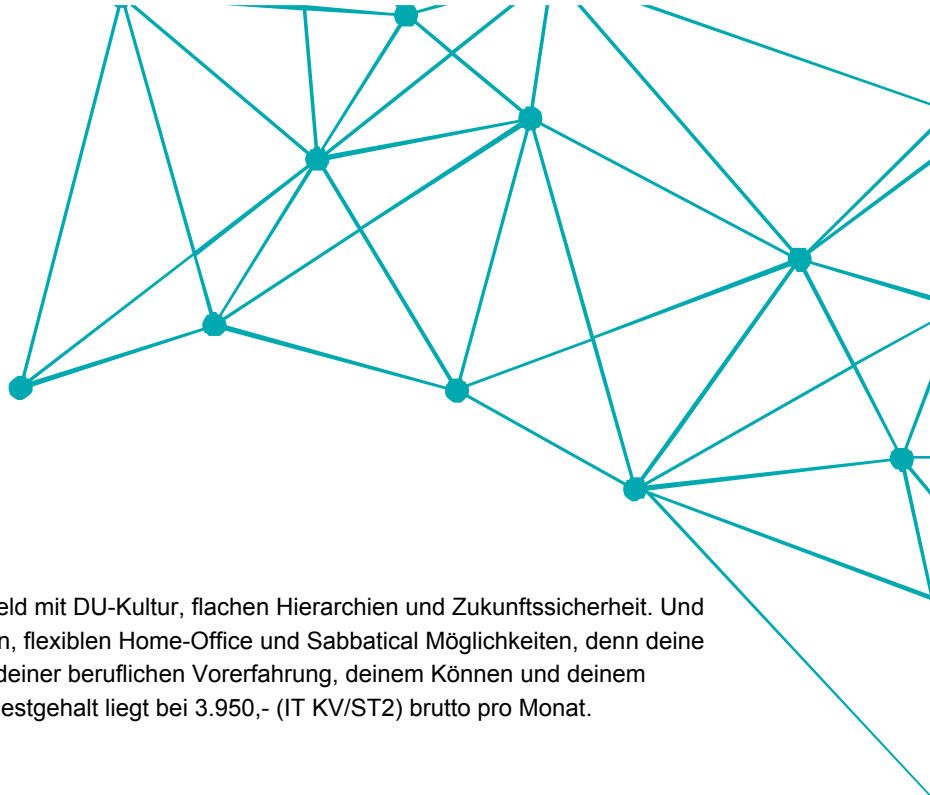 eld mit DU-Kultur, flachen Hierarchien und Zukunftssicherheit. Und
n, flexiblen Home-Office und Sabbatical Möglichkeiten, denn deine
deiner beruflichen Vorerfahrung, deinem Können und deinem
estgehalt liegt bei 3.950,- (IT KV/ST2) brutto pro Monat.